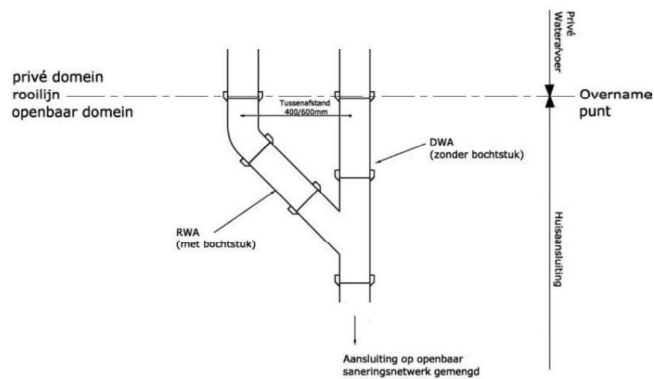 Privé
Waterafvoer
privé domein
rooilijn
openbaar domein
Tussenafstand
400/600mm
Overname
punt
DWA
(zonder bochtstuk)
RWA
(met bochtstuk)
Huisaansluiting
Aansluiting op openbaar
saneringsnetwerk gemengd